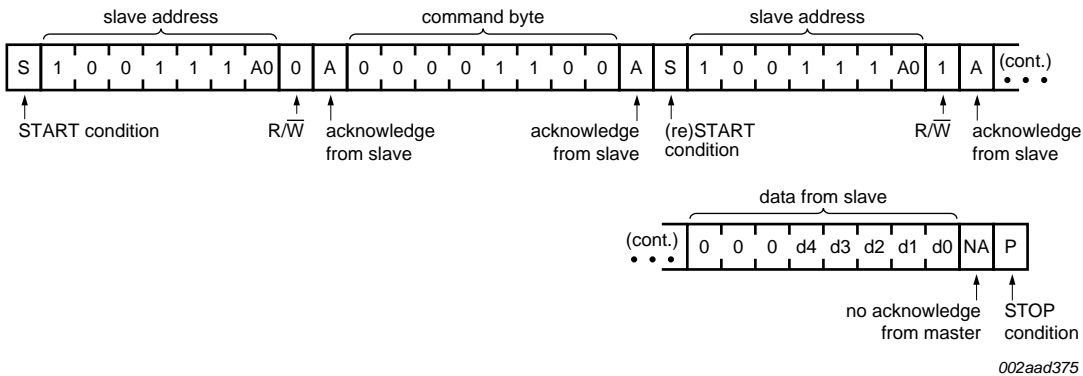 slave address command byte slave address
S 1 0 0 1 1 1 A0 0 A 0 0 0 0 1 1 0 0 A S 1 0 0 1 1 1 A0 1 A (cont.)
START condition R/W̅ acknowledge from slave acknowledge from slave (re)START condition R/W̅ acknowledge from slave
data from slave
(cont.) 0 0 0 d4 d3 d2 d1 d0 NA P
no acknowledge from master STOP condition
002aad375